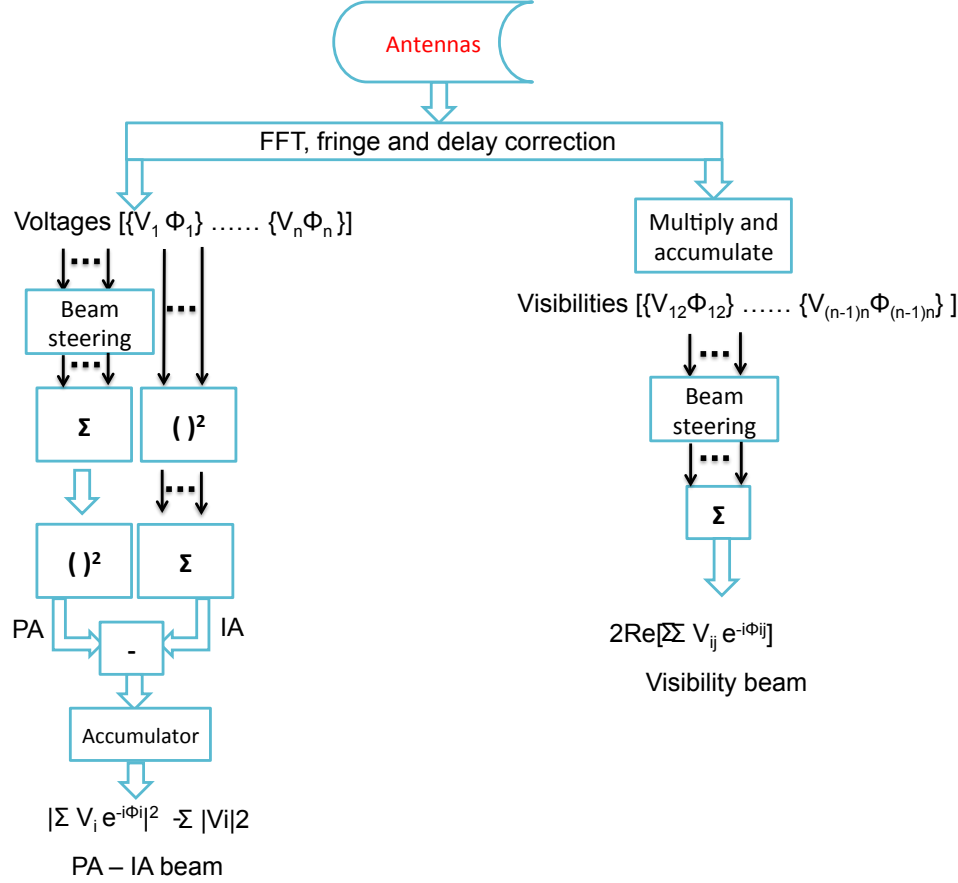 Antennas
FFT, fringe and delay correction
Voltages [{V₁ Φ₁} …… {VₙΦₙ}]
Beam
steering
Σ
( )²
( )²
Σ
PA
IA
-
Accumulator
|Σ Vᵢ e⁻ⁱᶲⁱ|² -Σ |Vi|2
PA – IA beam
Multiply and
accumulate
Visibilities [{V₁₂Φ₁₂} …… {V₍ₙ₋₁₎ₙΦ₍ₙ₋₁₎ₙ} ]
Beam
steering
Σ
2Re[ΣΣ Vᵢⱼ e⁻ⁱᶲⁱʲ]
Visibility beam